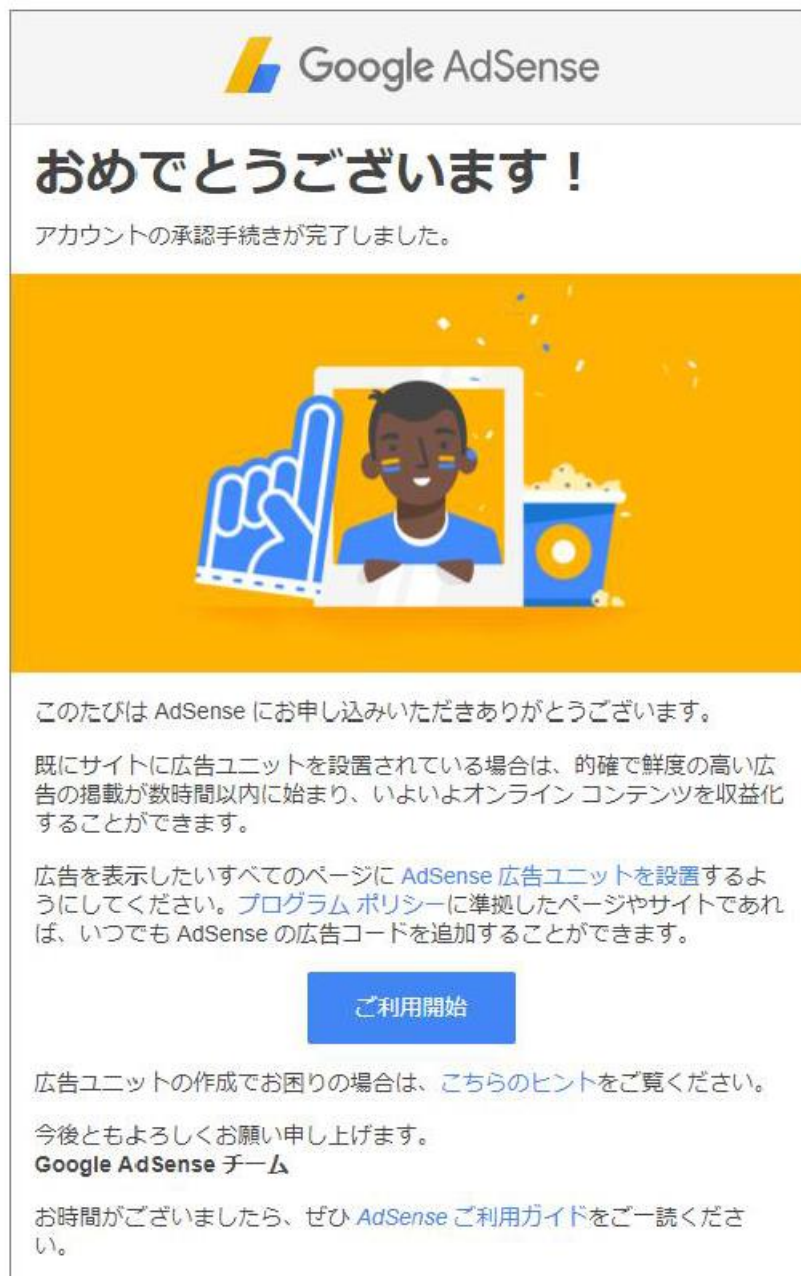 Google AdSense
おめでとうございます！
アカウントの承認手続きが完了しました。
このたびは AdSense にお申し込みいただきありがとうございます。
既にサイトに広告ユニットを設置されている場合は、的確で鮮度の高い広
告の掲載が数時間以内に始まり、いよいよオンライン コンテンツを収益化
することができます。
広告を表示したいすべてのページに AdSense 広告ユニットを設置するよ
うにしてください。プログラム ポリシーに準拠したページやサイトであれ
ば、いつでも AdSense の広告コードを追加することができます。
ご利用開始
広告ユニットの作成でお困りの場合は、こちらのヒントをご覧ください。
今後ともよろしくお願い申し上げます。
Google AdSense チーム
お時間がございましたら、ぜひ AdSense ご利用ガイドをご一読くださ
い。